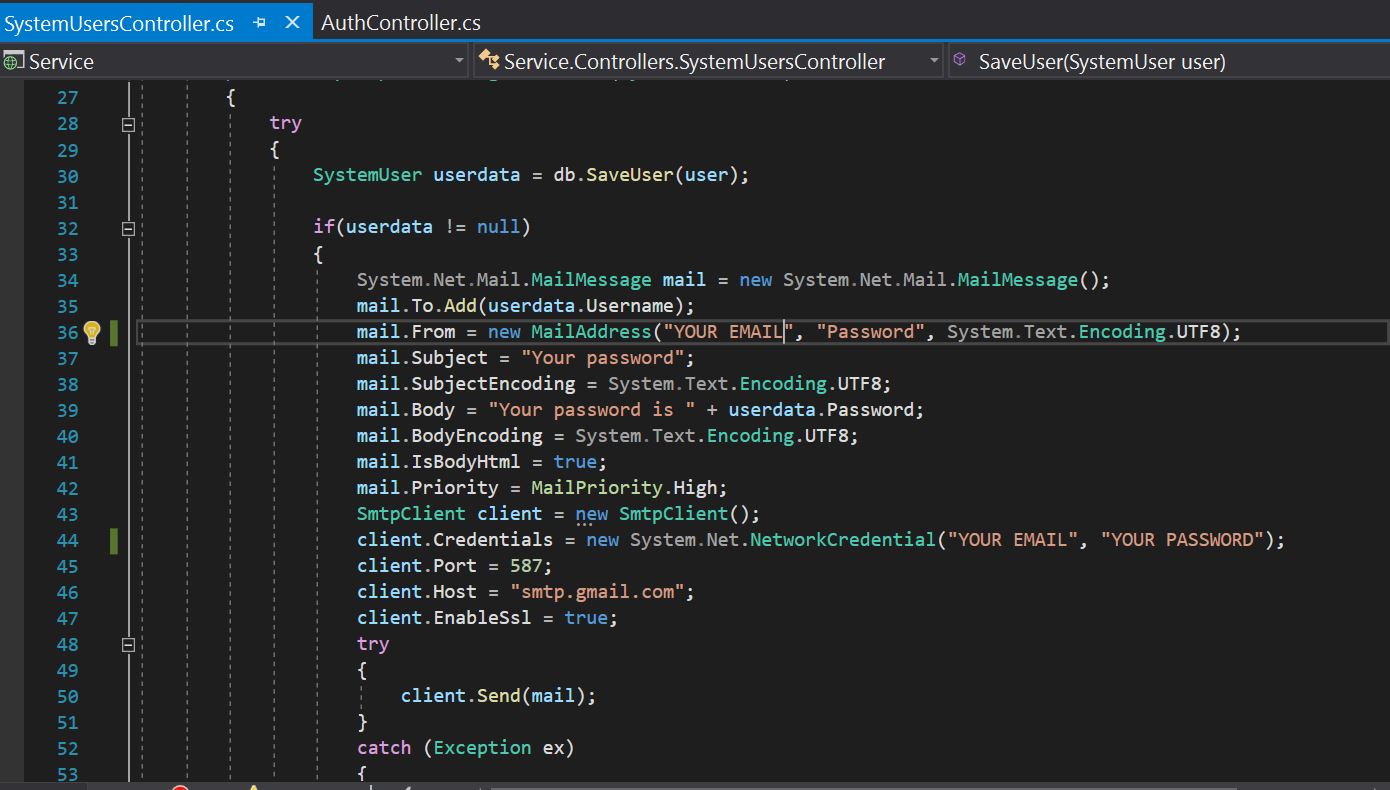 SystemUsersController.cs AuthController.cs
Service Service.Controllers.SystemUsersController SaveUser(SystemUser user)
27 {
28 try
29 {
30 SystemUser userdata = db.SaveUser(user);
31
32 if(userdata != null)
33 {
34 System.Net.Mail.MailMessage mail = new System.Net.Mail.MailMessage();
35 mail.To.Add(userdata.Username);
36 mail.From = new MailAddress("YOUR EMAIL", "Password", System.Text.Encoding.UTF8);
37 mail.Subject = "Your password";
38 mail.SubjectEncoding = System.Text.Encoding.UTF8;
39 mail.Body = "Your password is " + userdata.Password;
40 mail.BodyEncoding = System.Text.Encoding.UTF8;
41 mail.IsBodyHtml = true;
42 mail.Priority = MailPriority.High;
43 SmtpClient client = new SmtpClient();
44 client.Credentials = new System.Net.NetworkCredential("YOUR EMAIL", "YOUR PASSWORD");
45 client.Port = 587;
46 client.Host = "smtp.gmail.com";
47 client.EnableSsl = true;
48 try
49 {
50 client.Send(mail);
51 }
52 catch (Exception ex)
53 {